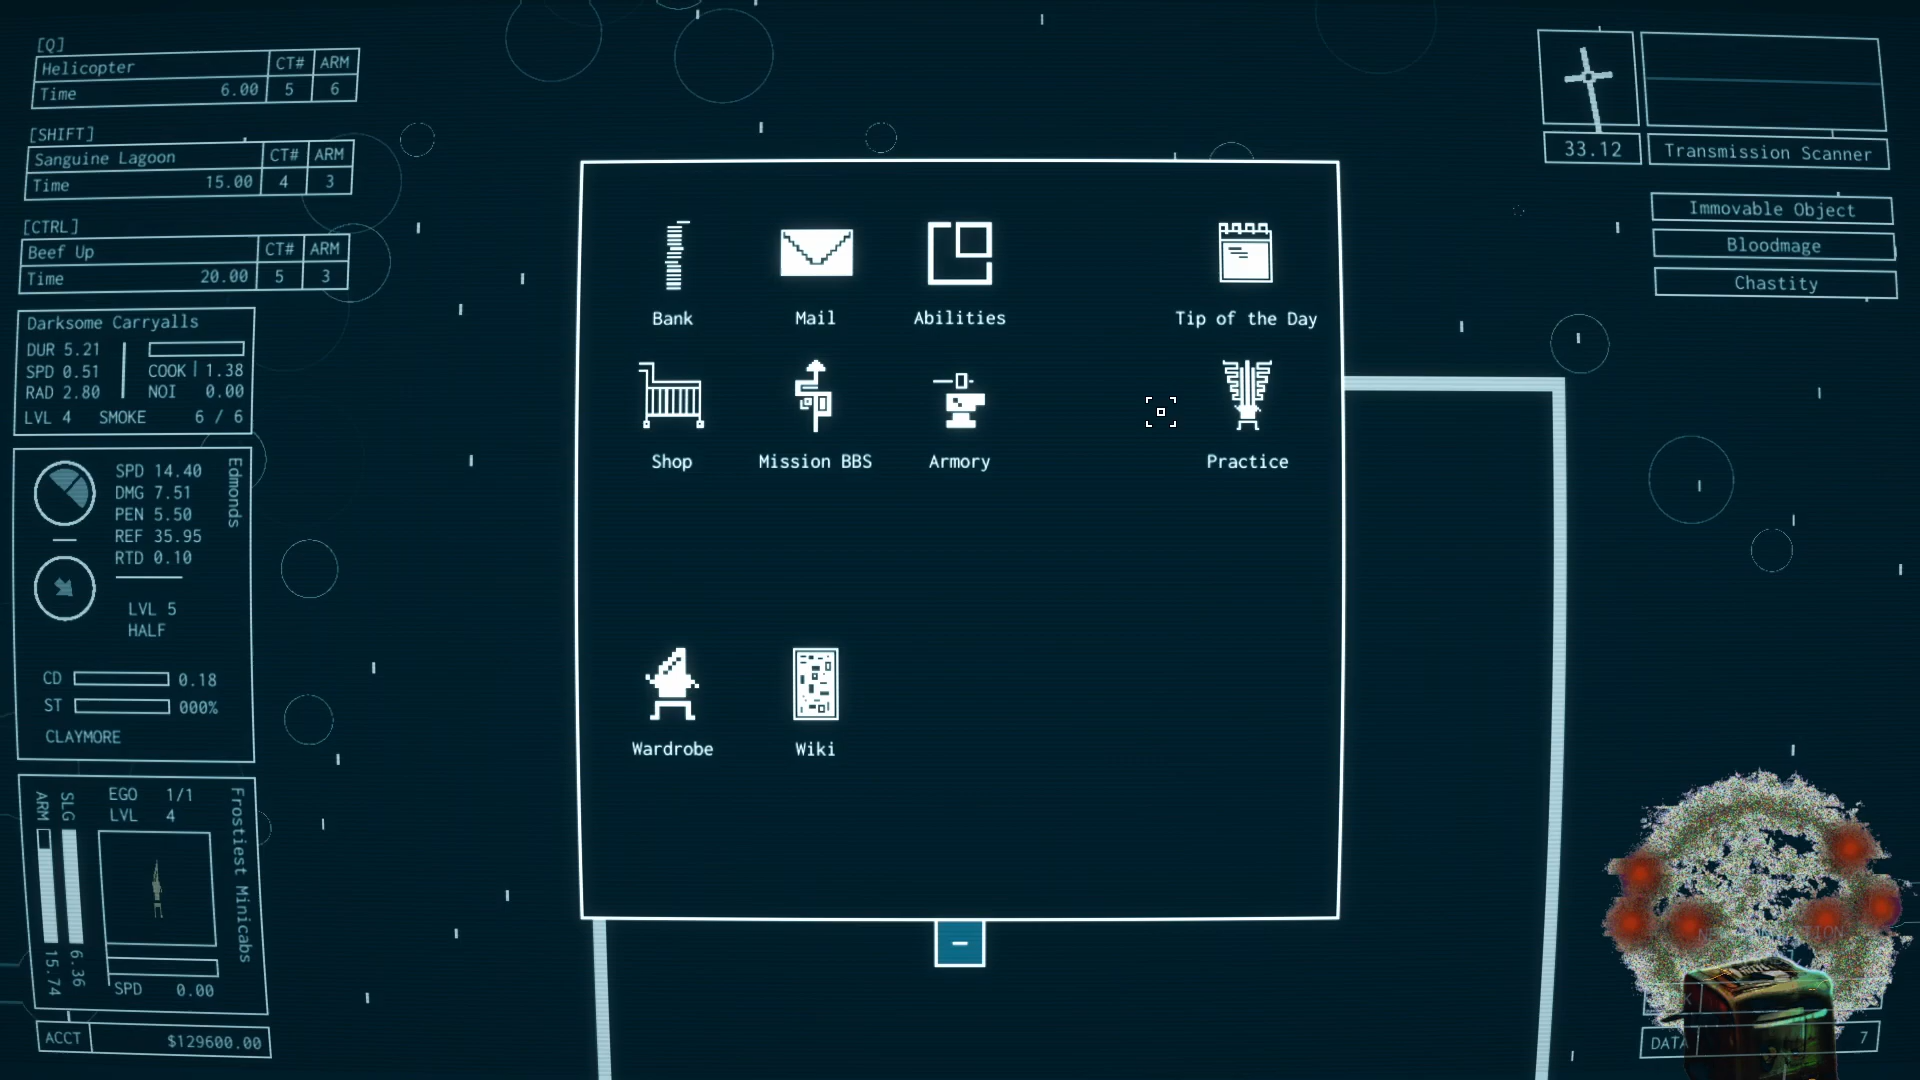 [Q]
Helicopter CT# ARM
Time 6.00 5 6
[SHIFT]
Sanguine Lagoon CT# ARM
Time 15.00 4 3
[CTRL]
Beef Up CT# ARM
Time 20.00 5 3
Darksome Carryalls
DUR 5.21
SPD 0.51 COOK 1.38
RAD 2.80 NOI 0.00
LVL 4 SMOKE 6 / 6
Edmonds
SPD 14.40
DMG 7.51
PEN 5.50
REF 35.95
RTD 0.10
LVL 5
HALF
CD 0.18
ST 000%
CLAYMORE
Frostiest Minicabs
ARM SLG EGO 1/1
LVL 4
15.74 6.36
SPD 0.00
ACCT $129600.00
Bank Mail Abilities Tip of the Day
Shop Mission BBS Armory Practice
Wardrobe Wiki
33.12 Transmission Scanner
Immovable Object
Bloodmage
Chastity
DATA 7